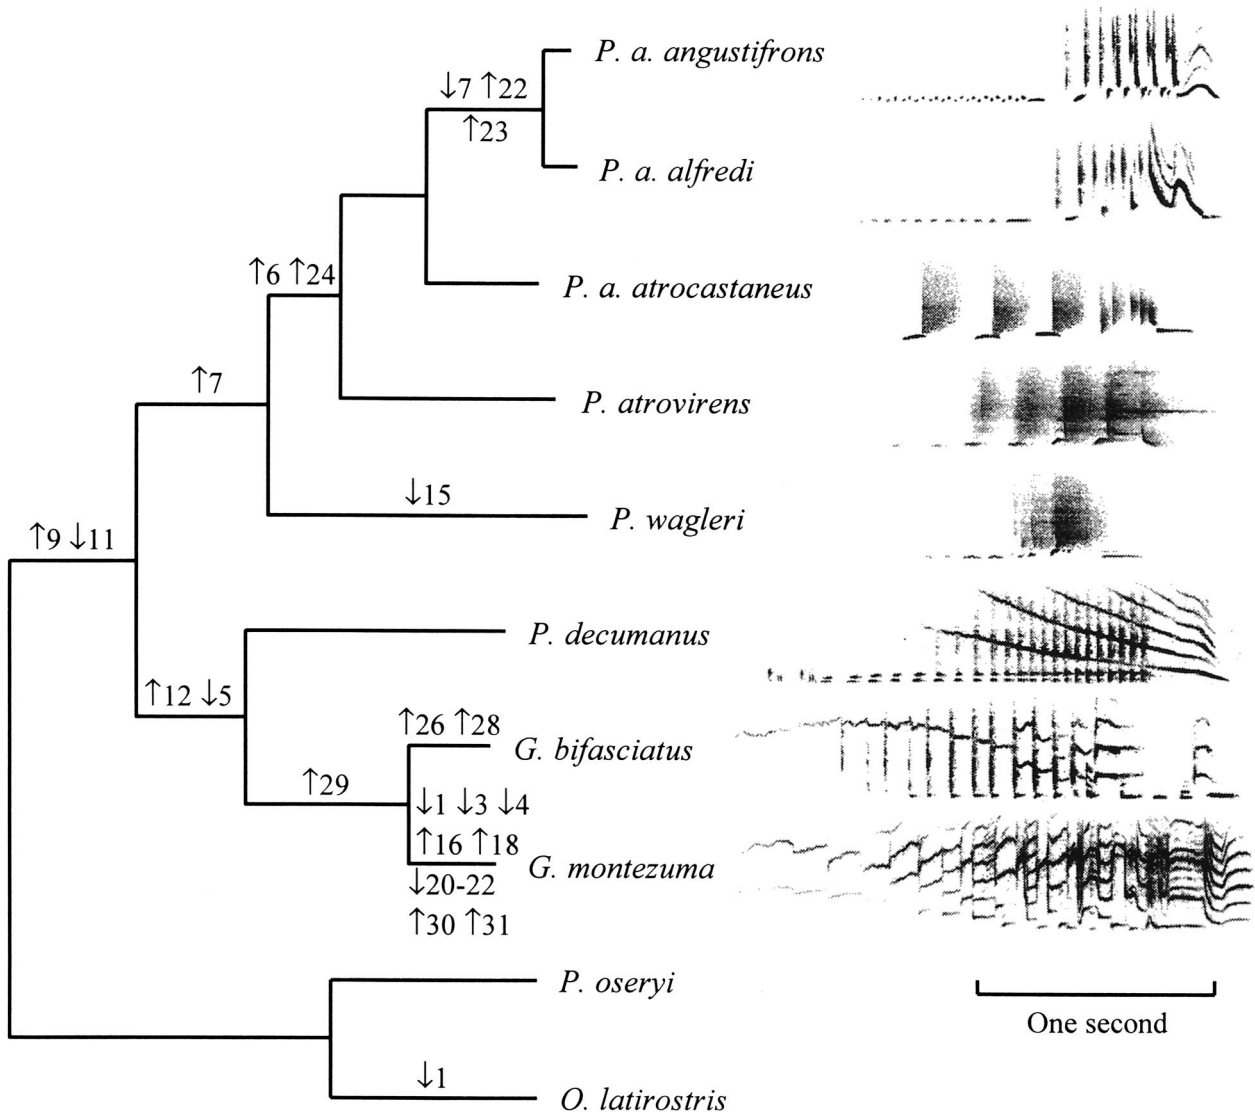 P. a. angustifrons
↓7 ↑22
↑23
P. a. alfredi
↑6 ↑24
P. a. atrocastaneus
↑7
P. atrovirens
↓15
P. wagleri
↑9 ↓11
P. decumanus
↑12 ↓5
↑26 ↑28
G. bifasciatus
↑29
↓1 ↓3 ↓4
↑16 ↑18
G. montezuma
↓20-22
↑30 ↑31
P. oseryi
One second
↓1
O. latirostris